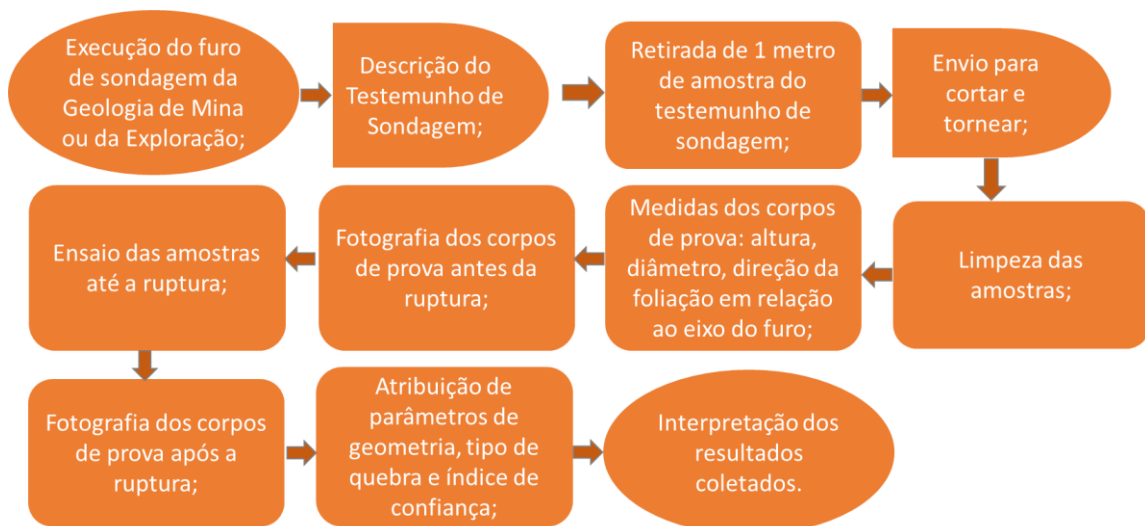 Execução do furo
de sondagem da
Geologia de Mina
ou da Exploração;
Descrição do
Testemunho de
Sondagem;
Retirada de 1 metro
de amostra do
testemunho de
sondagem;
Envio para
cortar e
tornear;
Limpeza das
amostras;
Medidas dos corpos
de prova: altura,
diâmetro, direção da
foliação em relação
ao eixo do furo;
Fotografia dos corpos
de prova antes da
ruptura;
Ensaio das amostras
até a ruptura;
Fotografia dos corpos
de prova após a
ruptura;
Atribuição de
parâmetros de
geometria, tipo de
quebra e índice de
confiança;
Interpretação dos
resultados
coletados.